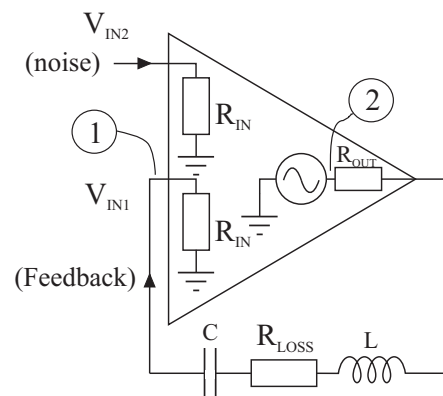 V_IN2
(noise)
R_IN
1
2
R_OUT
V_IN1
R_IN
(Feedback)
C
R_LOSS
L